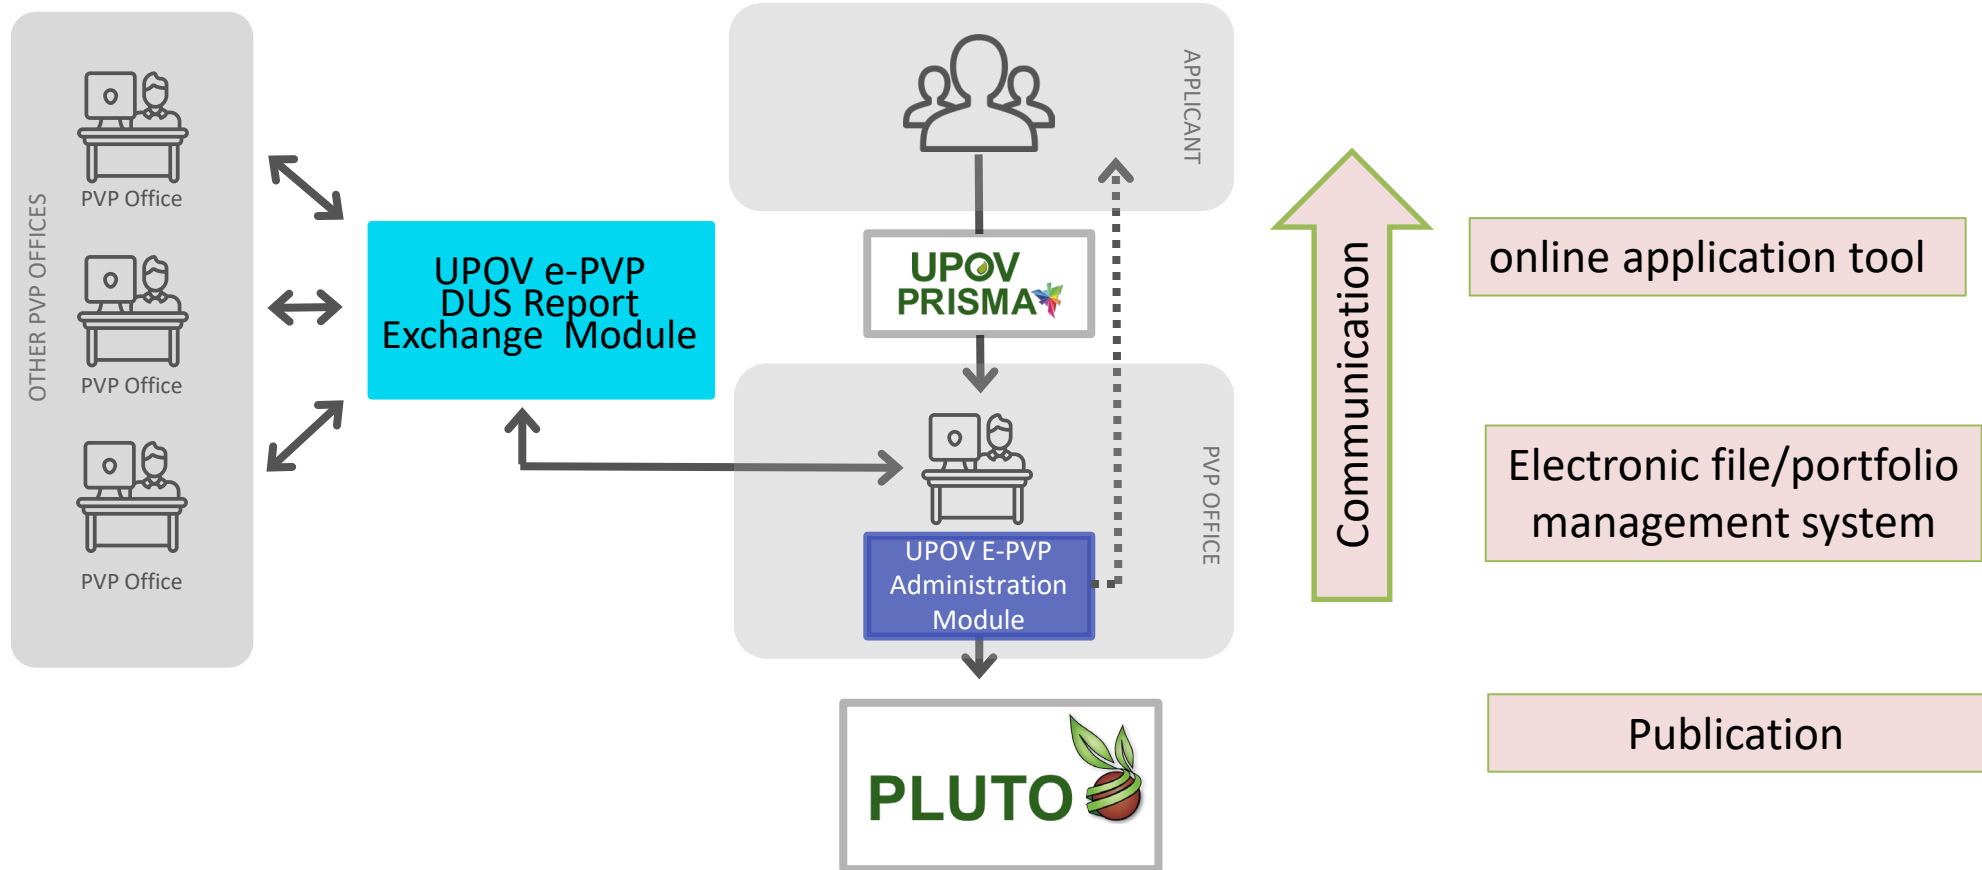 OTHER PVP OFFICES
PVP Office
PVP Office
PVP Office
UPOV e-PVP
DUS Report
Exchange Module
APPLICANT
UPOV
PRISMA
PVP OFFICE
UPOV E-PVP
Administration
Module
PLUTO
Communication
online application tool
Electronic file/portfolio
management system
Publication